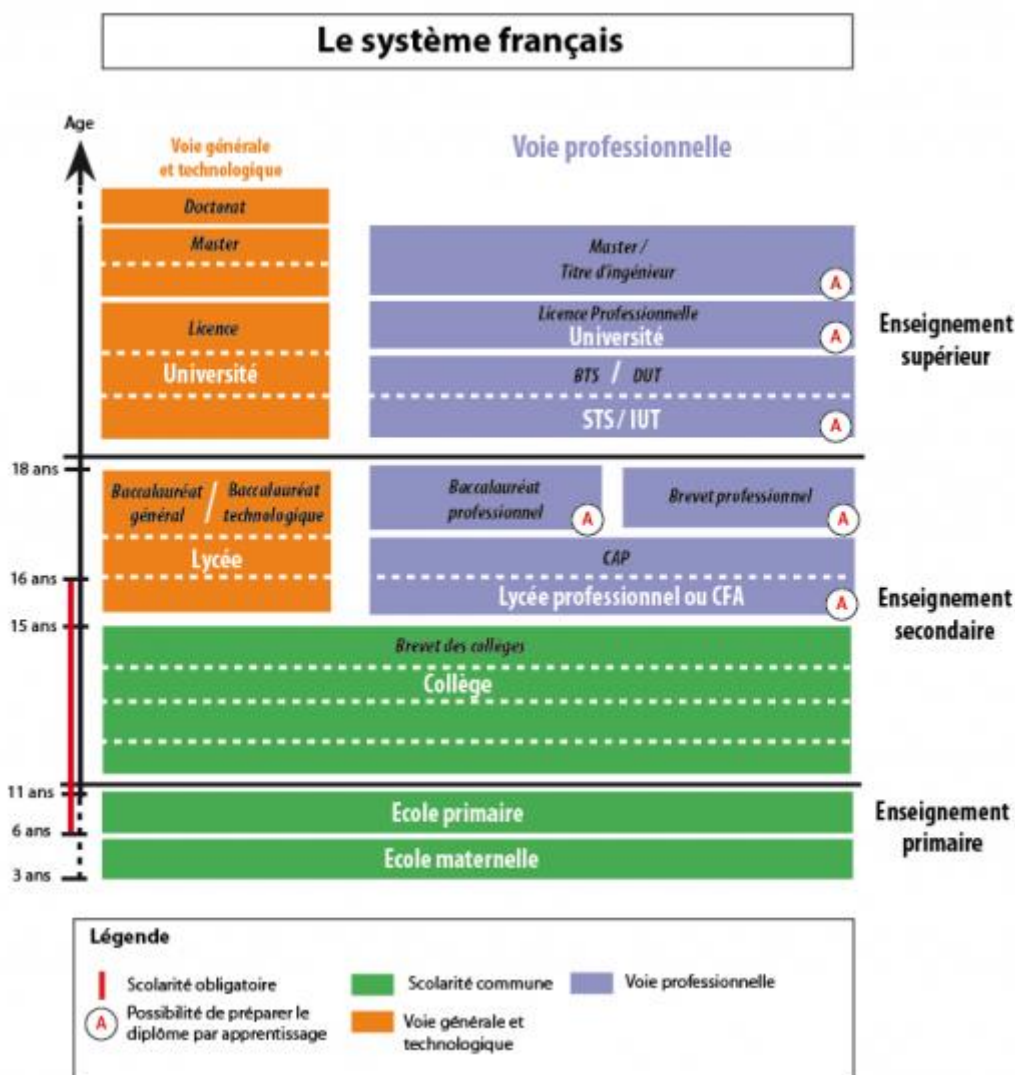 Le système français
Age
Voie générale
et technologique
Voie professionnelle
Doctorat
Master
Master /
Titre d'ingénieur
A
Licence
Université
Licence Professionnelle
Université
A
BTS / DUT
STS / IUT
A
Enseignement
supérieur
18 ans
Baccalauréat
général
/
Baccalauréat
technologique
Lycée
Baccalauréat
professionnel
A
Brevet professionnel
A
16 ans
CAP
Lycée professionnel ou CFA
A
Enseignement
secondaire
15 ans
Brevet des collèges
Collège
11 ans
Ecole primaire
6 ans
Ecole maternelle
3 ans
Enseignement
primaire
Légende
Scolarité obligatoire
A
Possibilité de préparer le
diplôme par apprentissage
Scolarité commune
Voie générale et
technologique
Voie professionnelle